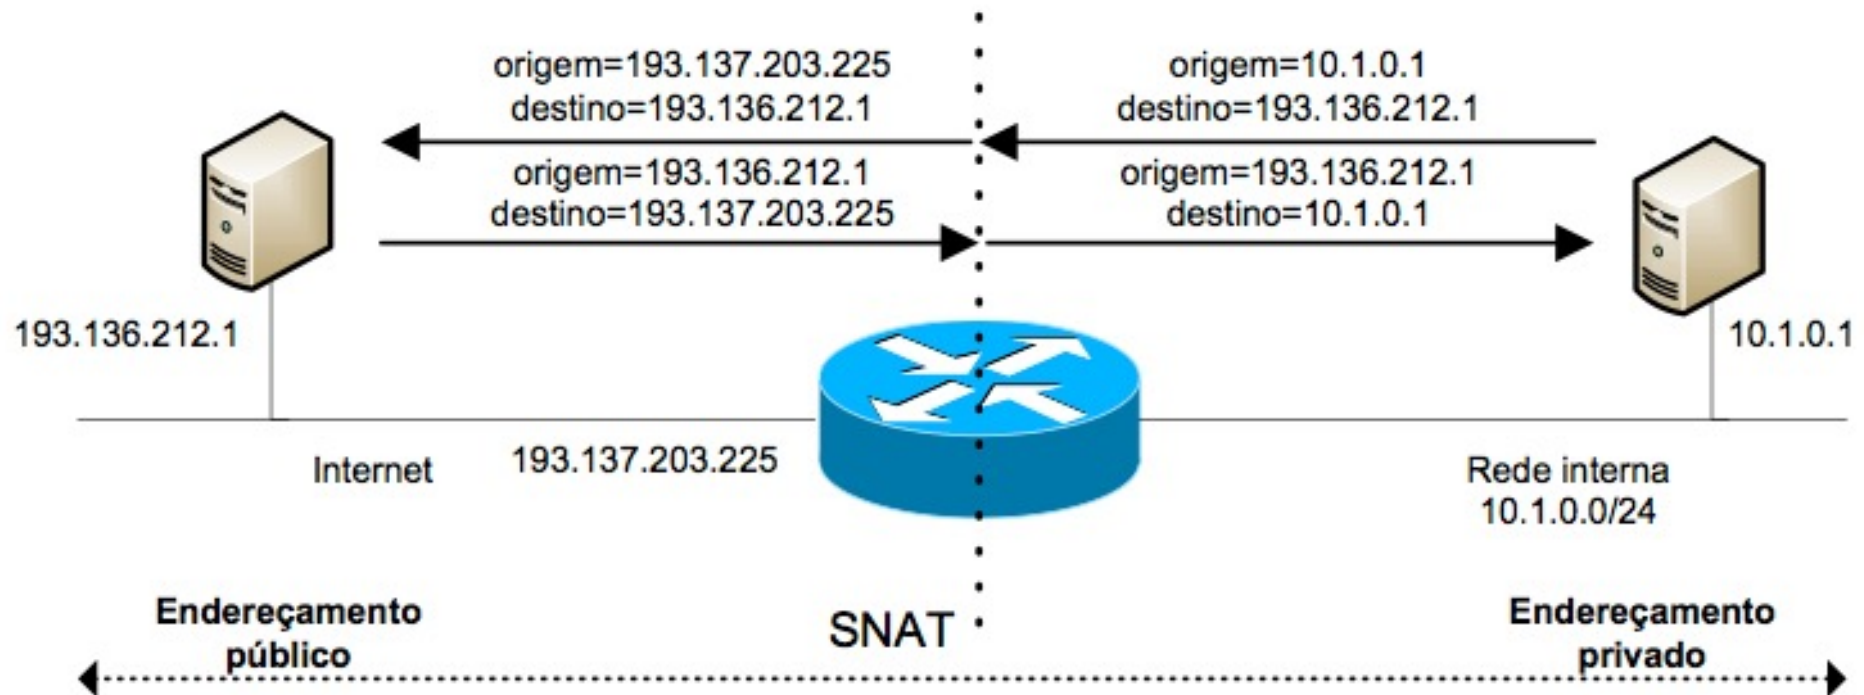 origem=193.137.203.225
destino=193.136.212.1
origem=10.1.0.1
destino=193.136.212.1
origem=193.136.212.1
destino=193.137.203.225
origem=193.136.212.1
destino=10.1.0.1
193.136.212.1
10.1.0.1
Internet
193.137.203.225
Rede interna
10.1.0.0/24
Endereçamento
público
SNAT
Endereçamento
privado